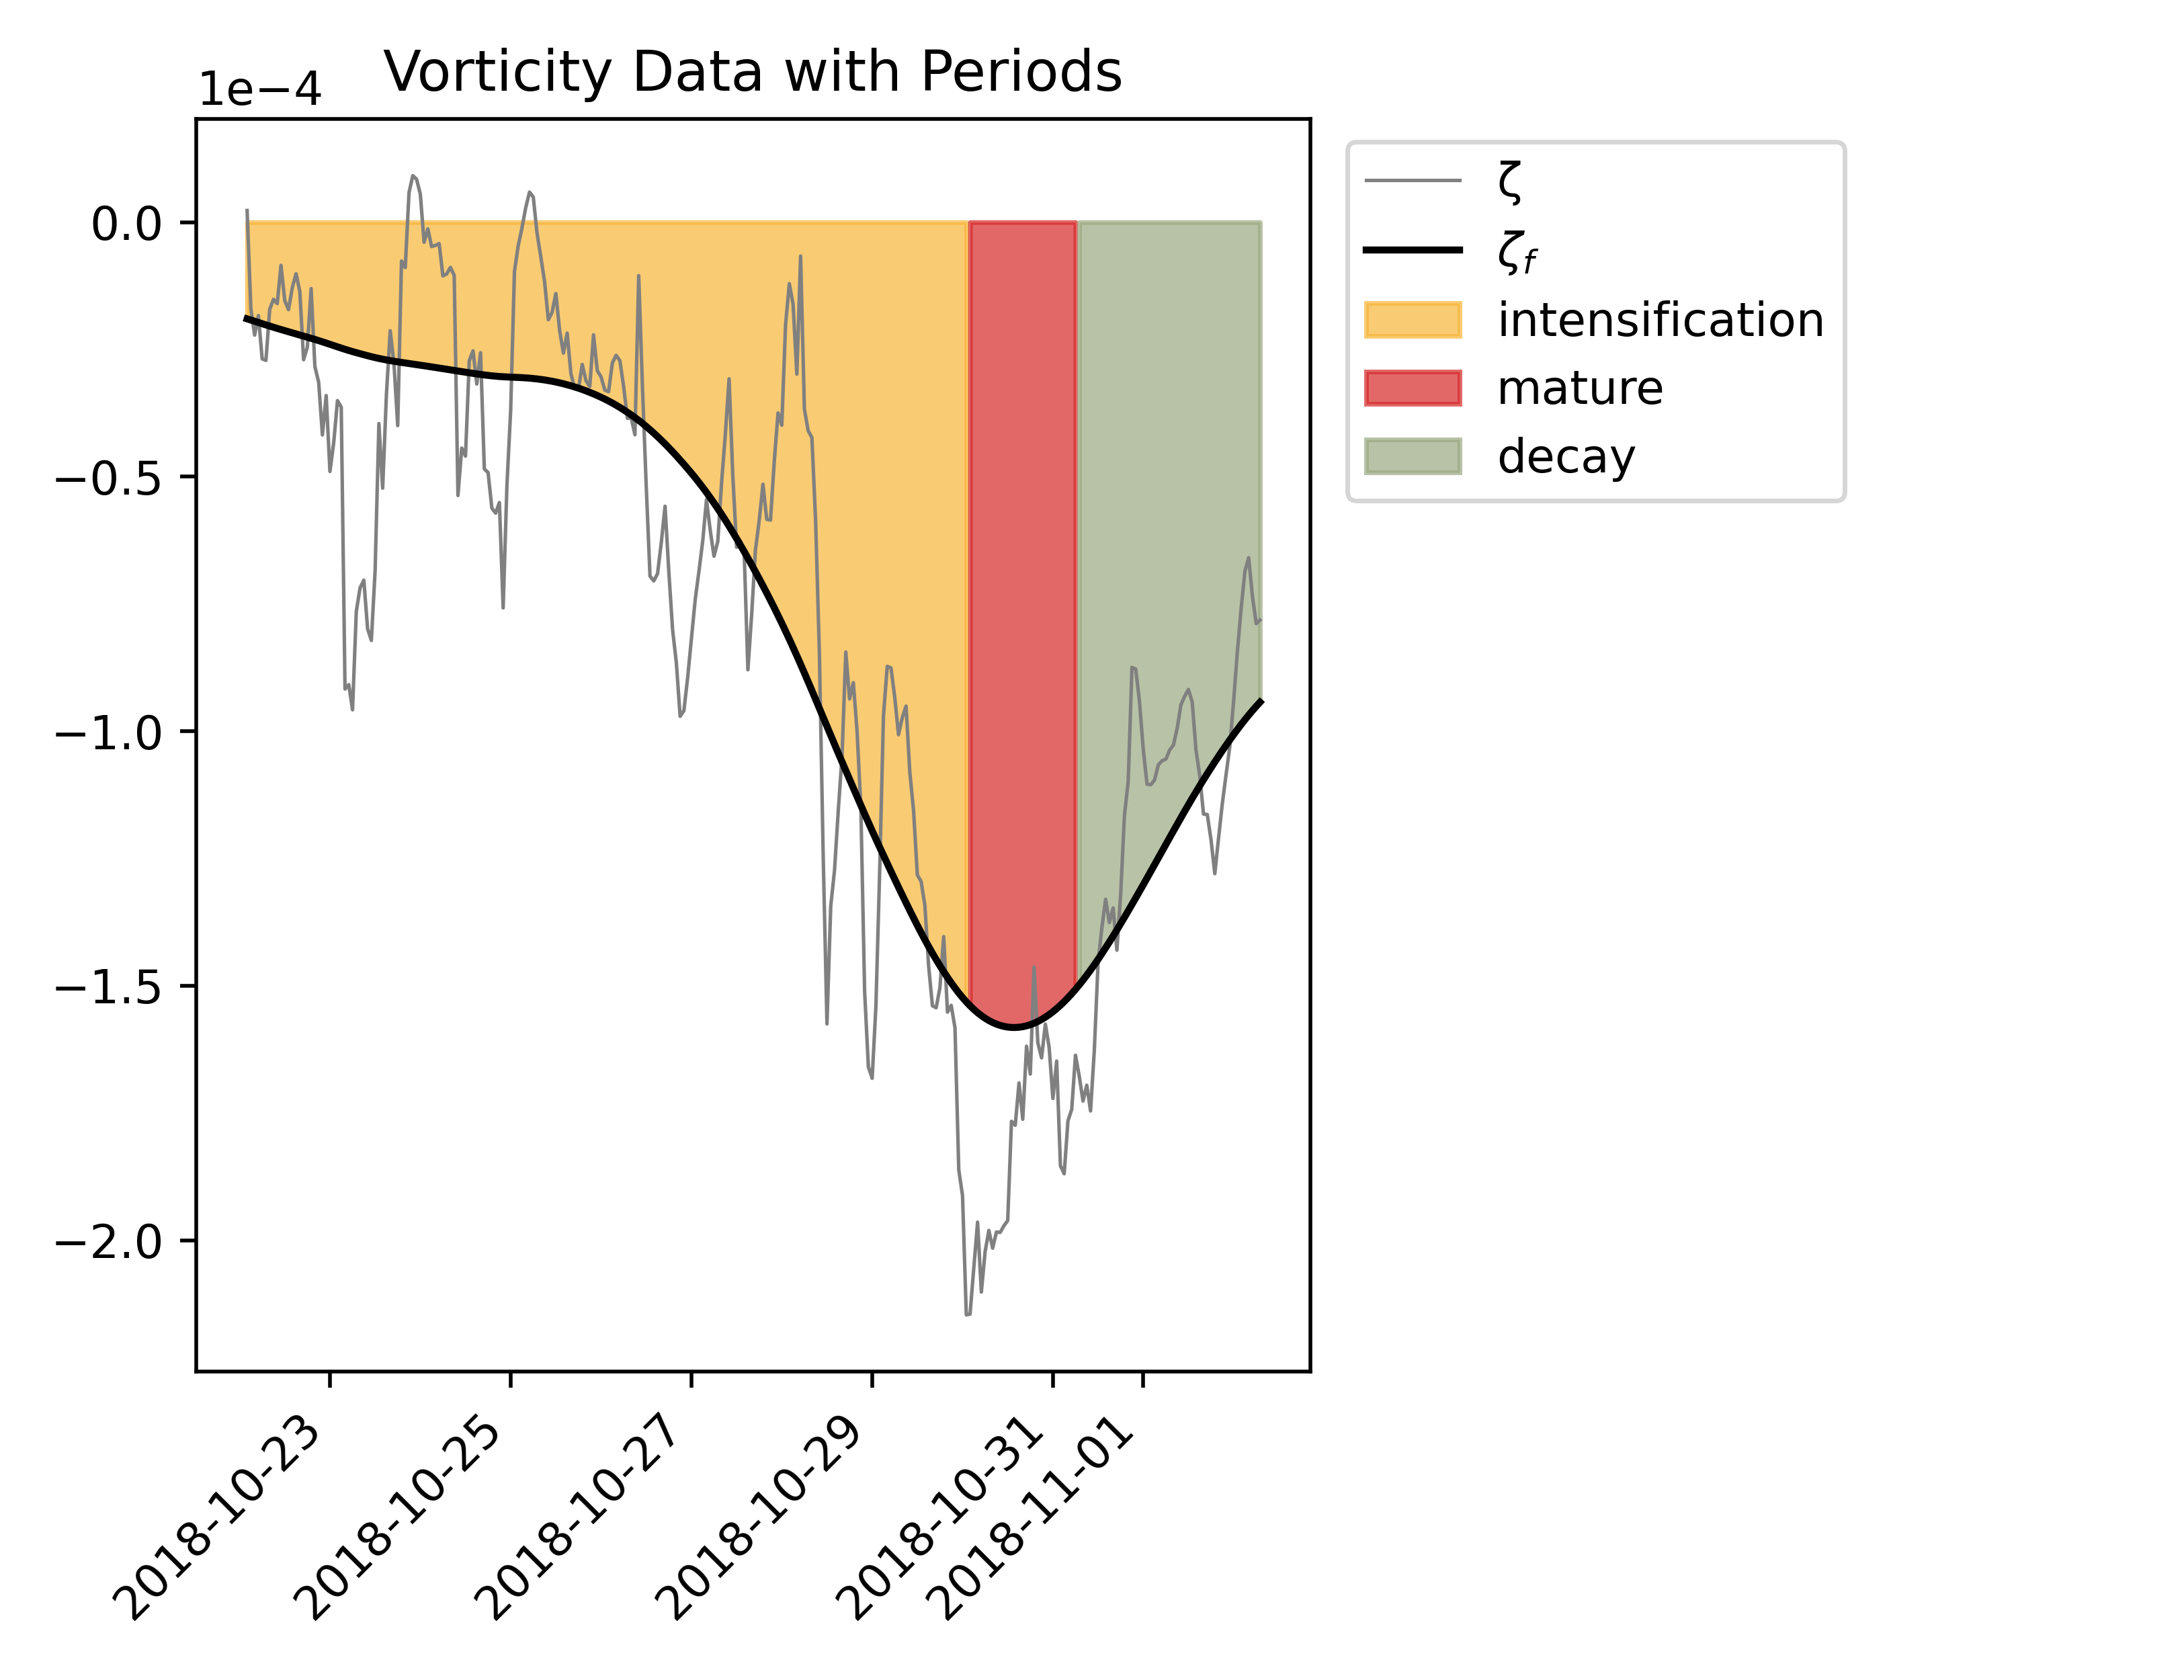 Vorticity Data with Periods
1e−4
0.0
−0.5
−1.0
−1.5
−2.0
2018-10-23
2018-10-25
2018-10-27
2018-10-29
2018-10-31
2018-11-01
ζ
ζf
intensification
mature
decay